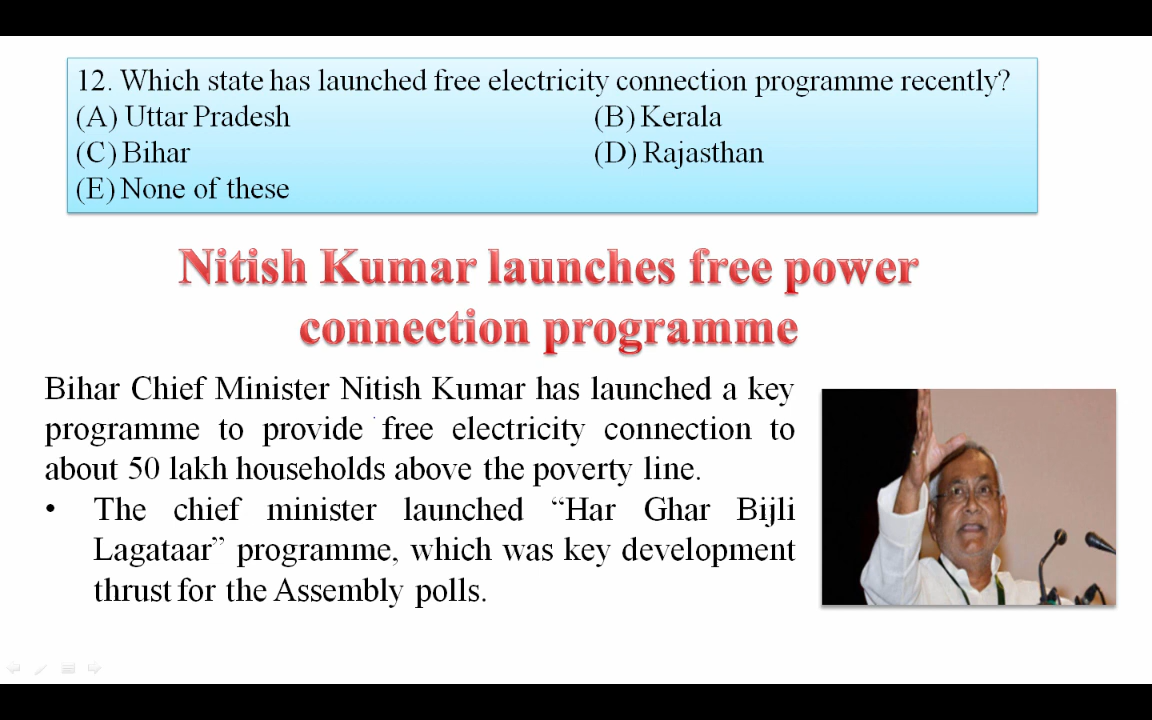 12. Which state has launched free electricity connection programme recently?
(A) Uttar Pradesh (B) Kerala
(C) Bihar (D) Rajasthan
(E) None of these
Nitish Kumar launches free power
connection programme
Bihar Chief Minister Nitish Kumar has launched a key
programme to provide free electricity connection to
about 50 lakh households above the poverty line.
• The chief minister launched “Har Ghar Bijli
Lagataar” programme, which was key development
thrust for the Assembly polls.